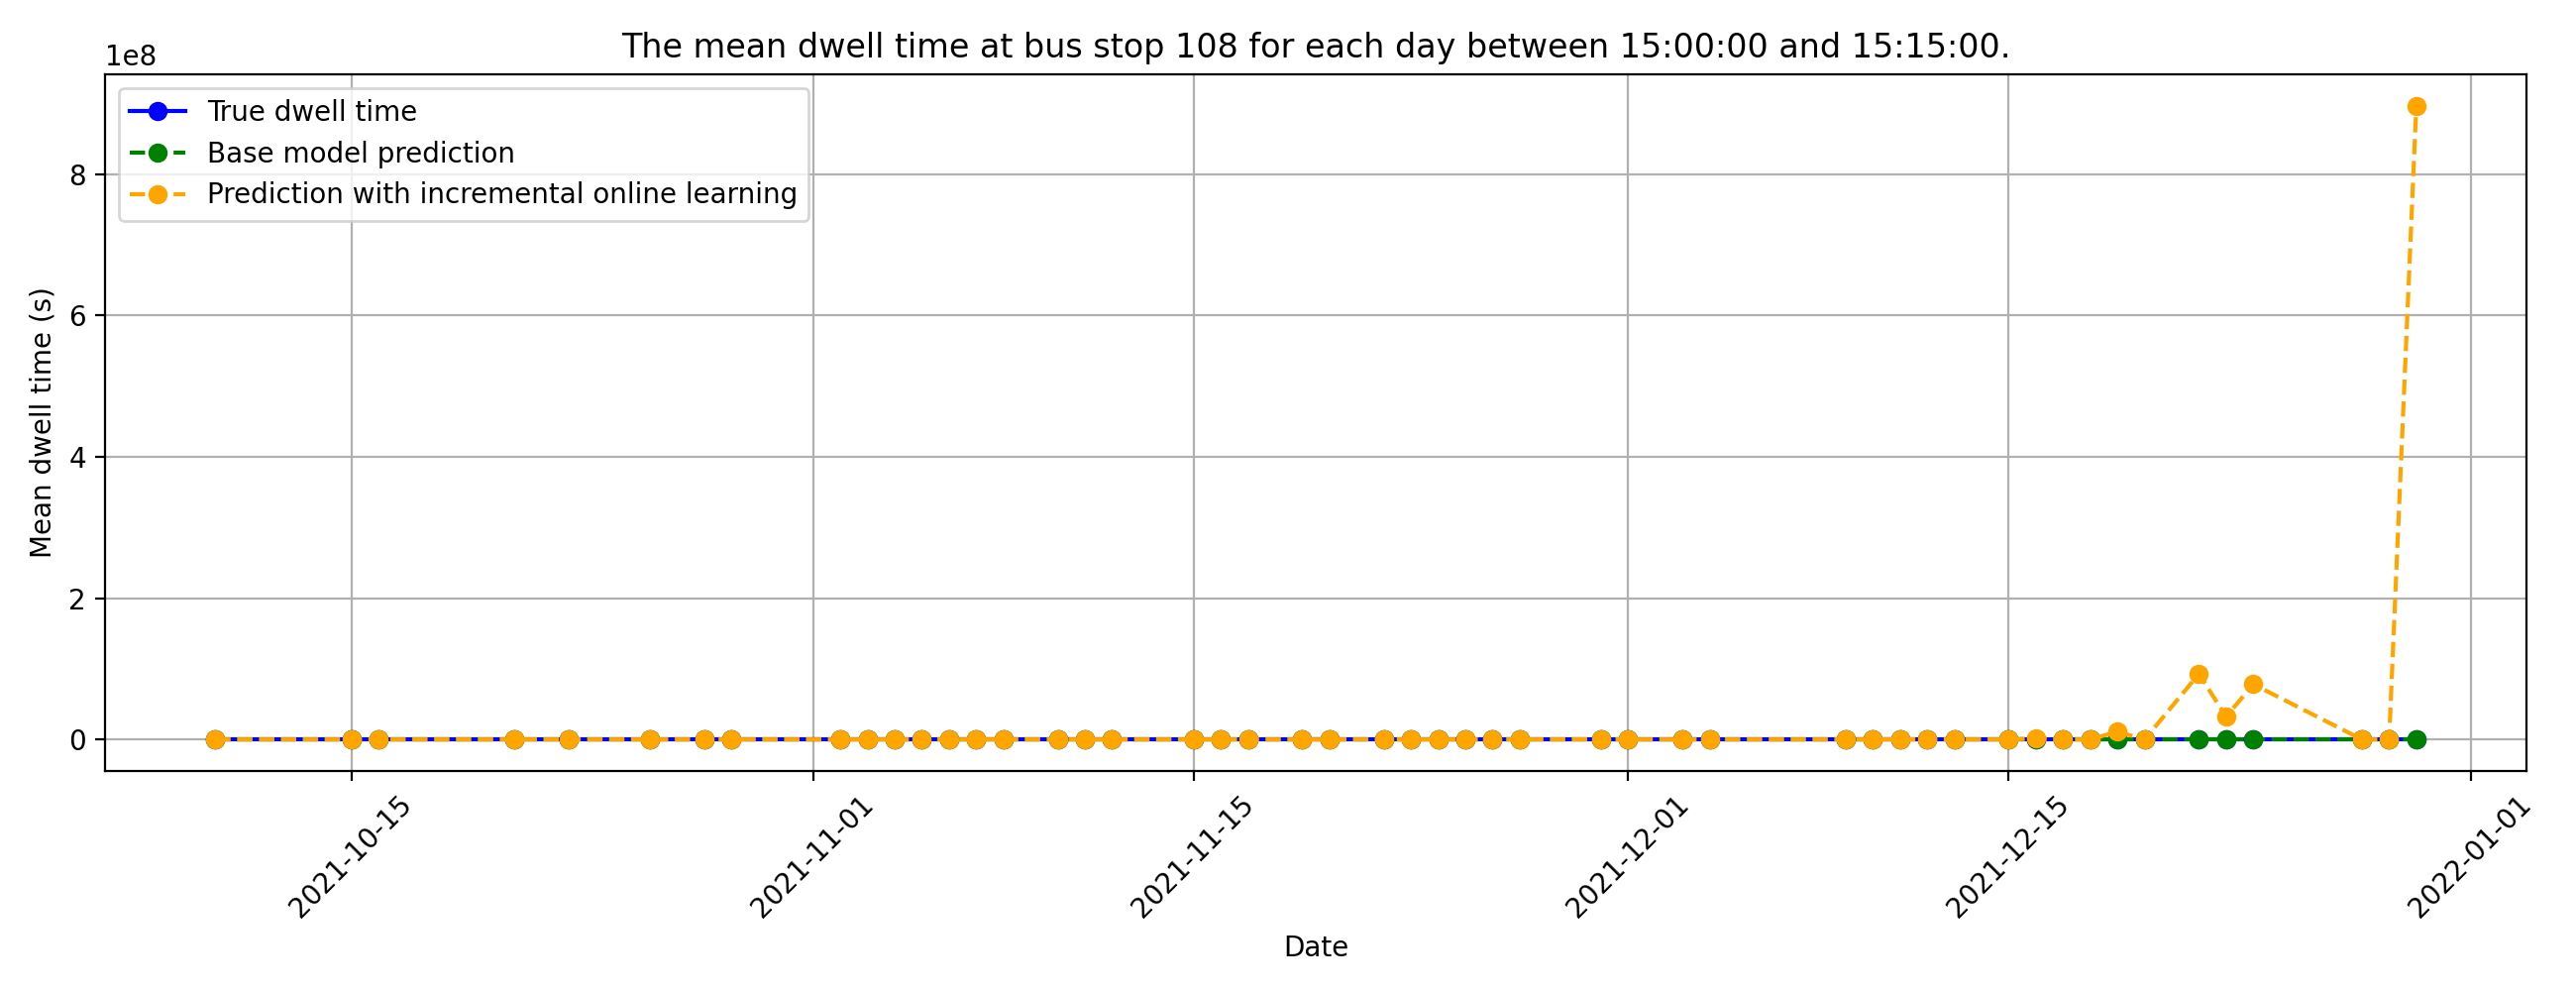 The mean dwell time at bus stop 108 for each day between 15:00:00 and 15:15:00.
1e8
True dwell time
Base model prediction
Prediction with incremental online learning
Mean dwell time (s)
8
6
4
2
0
2021-10-15
2021-11-01
2021-11-15
2021-12-01
2021-12-15
2022-01-01
Date